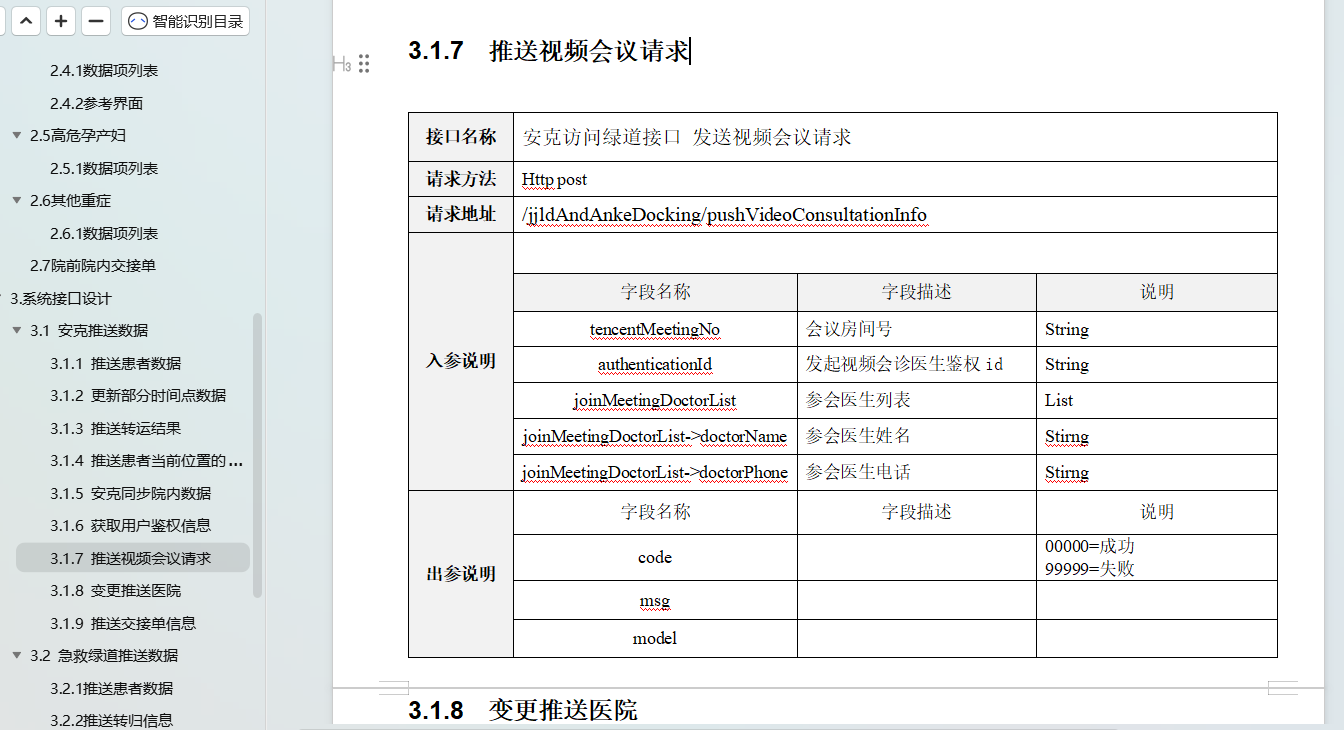 智能识别目录
2.4.1数据项列表
2.4.2参考界面
2.5高危孕产妇
2.5.1数据项列表
2.6其他重症
2.6.1数据项列表
2.7院前院内交接单
3.系统接口设计
3.1 安克推送数据
3.1.1 推送患者数据
3.1.2 更新部分时间点数据
3.1.3 推送转运结果
3.1.4 推送患者当前位置的...
3.1.5 安克同步院内数据
3.1.6 获取用户鉴权信息
3.1.7 推送视频会议请求
3.1.8 变更推送医院
3.1.9 推送交接单信息
3.2 急救绿道推送数据
3.2.1推送患者数据
3.2.2推送转归信息
H3
3.1.7 推送视频会议请求
接口名称 安克访问绿道接口 发送视频会议请求
请求方法 Http post
请求地址 /jjldAndAnkeDocking/pushVideoConsultationInfo
入参说明
字段名称 字段描述 说明
tencentMeetingNo 会议房间号 String
authenticationId 发起视频会诊医生鉴权 id String
joinMeetingDoctorList 参会医生列表 List
joinMeetingDoctorList->doctorName 参会医生姓名 Stirng
joinMeetingDoctorList->doctorPhone 参会医生电话 Stirng
出参说明
字段名称 字段描述 说明
code 00000=成功
99999=失败
msg
model
3.1.8 变更推送医院